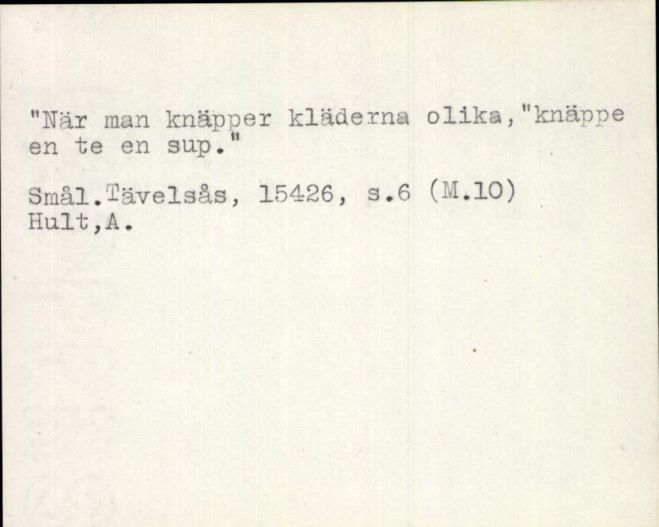 "När man knäpper kläderna olika,"knäppe
en te en sup."
Smål.Tävelsås, 15426, s.6 (M.10)
Hult,A.